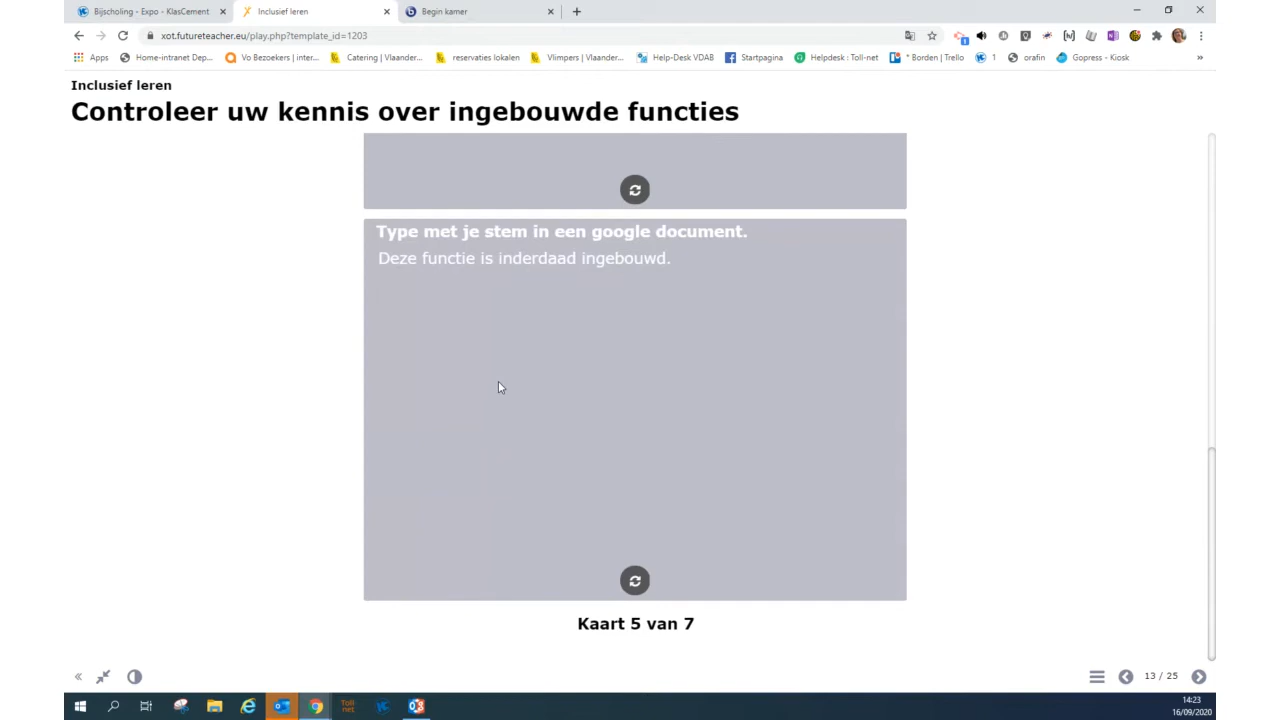 Bijscholing - Expo - KlasCement
Inclusief leren
Begin kamer
xot.futureteacher.eu/play.php?template_id=1203
Apps
Home-intranet Dep...
Vo Bezoekers | inter...
Catering | Vlaander...
reservaties lokalen
Vlimpers | Vlaander...
Help-Desk VDAB
Startpagina
Helpdesk : Toll-net
* Borden | Trello
1
orafin
Gopress - Kiosk
»
Inclusief leren
Controleer uw kennis over ingebouwde functies
Type met je stem in een google document.
Deze functie is inderdaad ingebouwd.
Kaart 5 van 7
13 / 25
14:23
16/09/2020